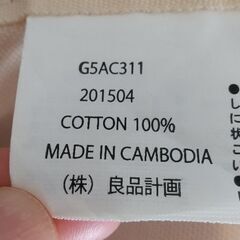 G5AC311
201504
COTTON 100%
MADE IN CAMBODIA
(株) 良品計画